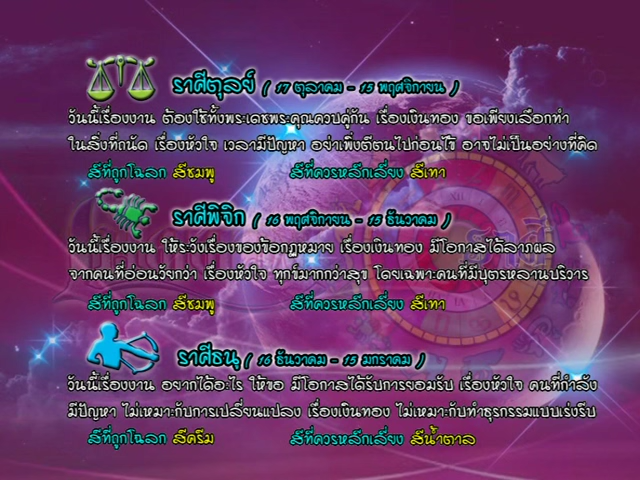 ราศีตุลย์ ( 17 ตุลาคม - 15 พฤศจิกายน )
วันนี้เรื่องงาน ต้องใช้ทั้งพระเดชพระคุณควบคู่กัน เรื่องเงินทอง ขอเพียงเลือกทำ
ในสิ่งที่ถนัด เรื่องหัวใจ เวลามีปัญหา อย่าเพิ่งตีตนไปก่อนไข้ อาจไม่เป็นอย่างที่คิด
สีที่ถูกโฉลก สีชมพู สีที่ควรหลีกเลี่ยง สีเทา
ราศีพิจิก ( 16 พฤศจิกายน - 15 ธันวาคม )
วันนี้เรื่องงาน ให้ระวังเรื่องของข้อกฎหมาย เรื่องเงินทอง มีโอกาสได้ลาภผล
จากคนที่อ่อนวัยกว่า เรื่องหัวใจ ทุกข์มากกว่าสุข โดยเฉพาะคนที่มีบุตรหลานบริวาร
สีที่ถูกโฉลก สีชมพู สีที่ควรหลีกเลี่ยง สีเทา
ราศีธนู ( 16 ธันวาคม - 15 มกราคม )
วันนี้เรื่องงาน อยากได้อะไร ให้ขอ มีโอกาสได้รับการยอมรับ เรื่องหัวใจ คนที่กำลัง
มีปัญหา ไม่เหมาะกับการเปลี่ยนแปลง เรื่องเงินทอง ไม่เหมาะกับทำธุรกรรมแบบเร่งรีบ
สีที่ถูกโฉลก สีครีม สีที่ควรหลีกเลี่ยง สีน้ำตาล